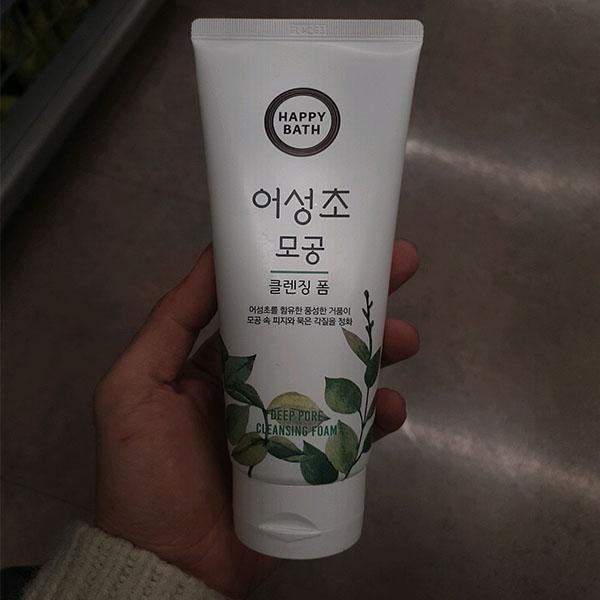 HAPPY
BATH
어성초
모공
클렌징 폼
어성초를 함유한 풍성한 거품이
모공 속 피지와 묵은 각질을 정화
DEEP PORE
CLEANSING FOAM